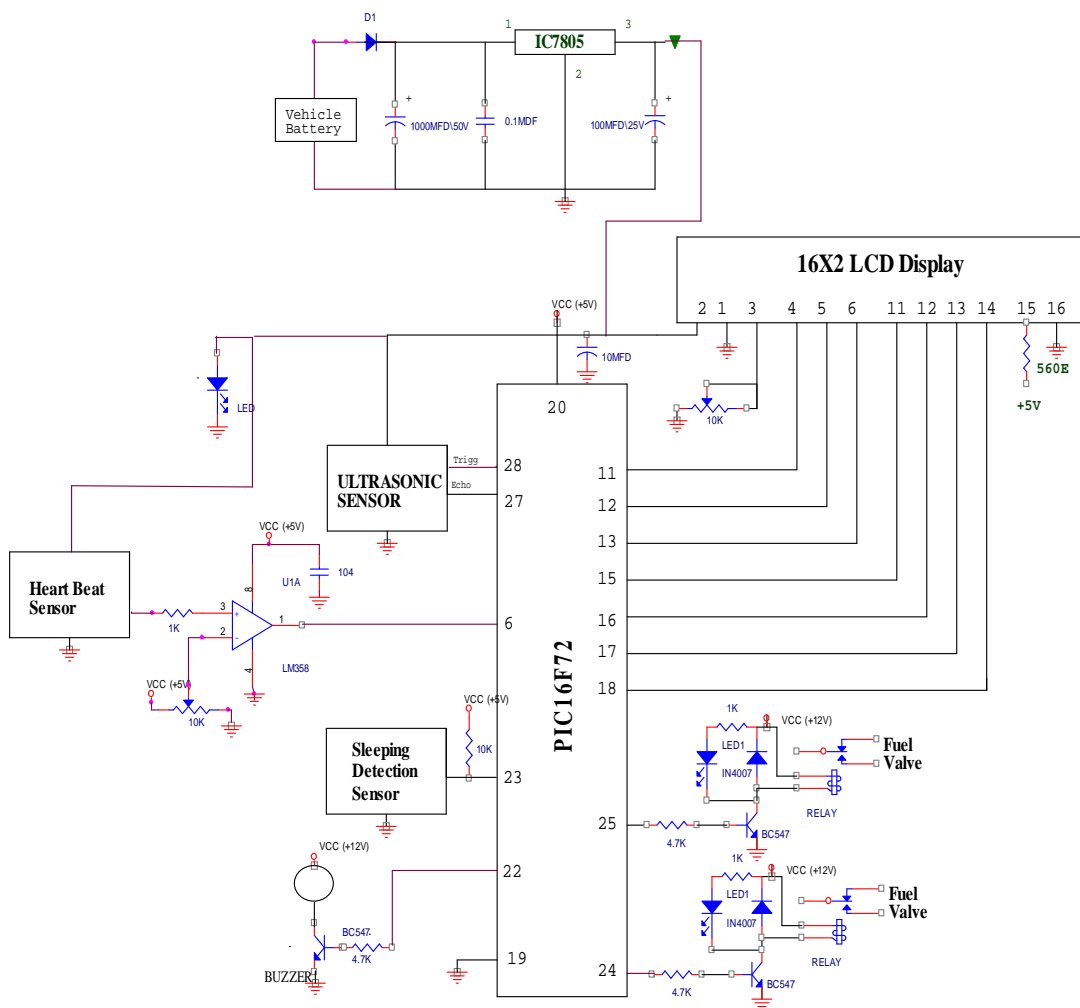 D1
1
IC7805
3
2
Vehicle
Battery
+
1000MFD\50V
0.1MDF
+
100MFD\25V
16X2 LCD Display
2 1 3 4 5 6 11 12 13 14 15 16
VCC (+5V)
10MFD
560E
+5V
LED
10K
20
ULTRASONIC
SENSOR
Trigg
Echo
28
27
11
12
13
15
16
17
18
VCC (+5V)
104
U1A
8
Heart Beat
Sensor
1K
3
+
2
-
1
4
LM358
6
VCC (+5V)
10K
PIC16F72
VCC (+5V)
10K
Sleeping
Detection
Sensor
23
1K
VCC (+12V)
LED1
IN4007
Fuel
Valve
RELAY
25
4.7K
BC547
VCC (+12V)
22
BC547
4.7K
BUZZER
19
1K
VCC (+12V)
LED1
IN4007
Fuel
Valve
RELAY
24
4.7K
BC547